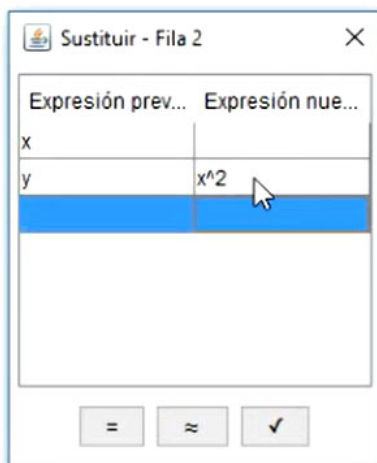 Sustituir - Fila 2
Expresión prev... Expresión nue...
x
y x^2
= ≈ ✓